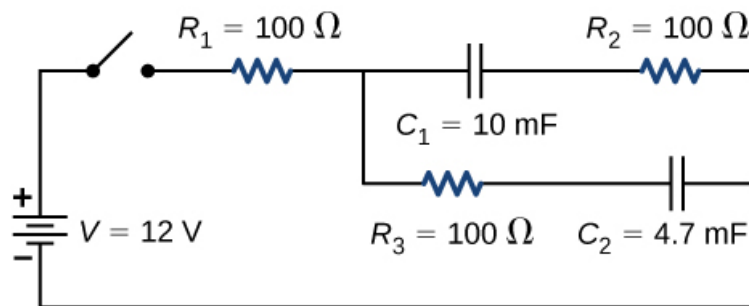 R₁ = 100 Ω
R₂ = 100 Ω
C₁ = 10 mF
+
V = 12 V
R₃ = 100 Ω
C₂ = 4.7 mF
−